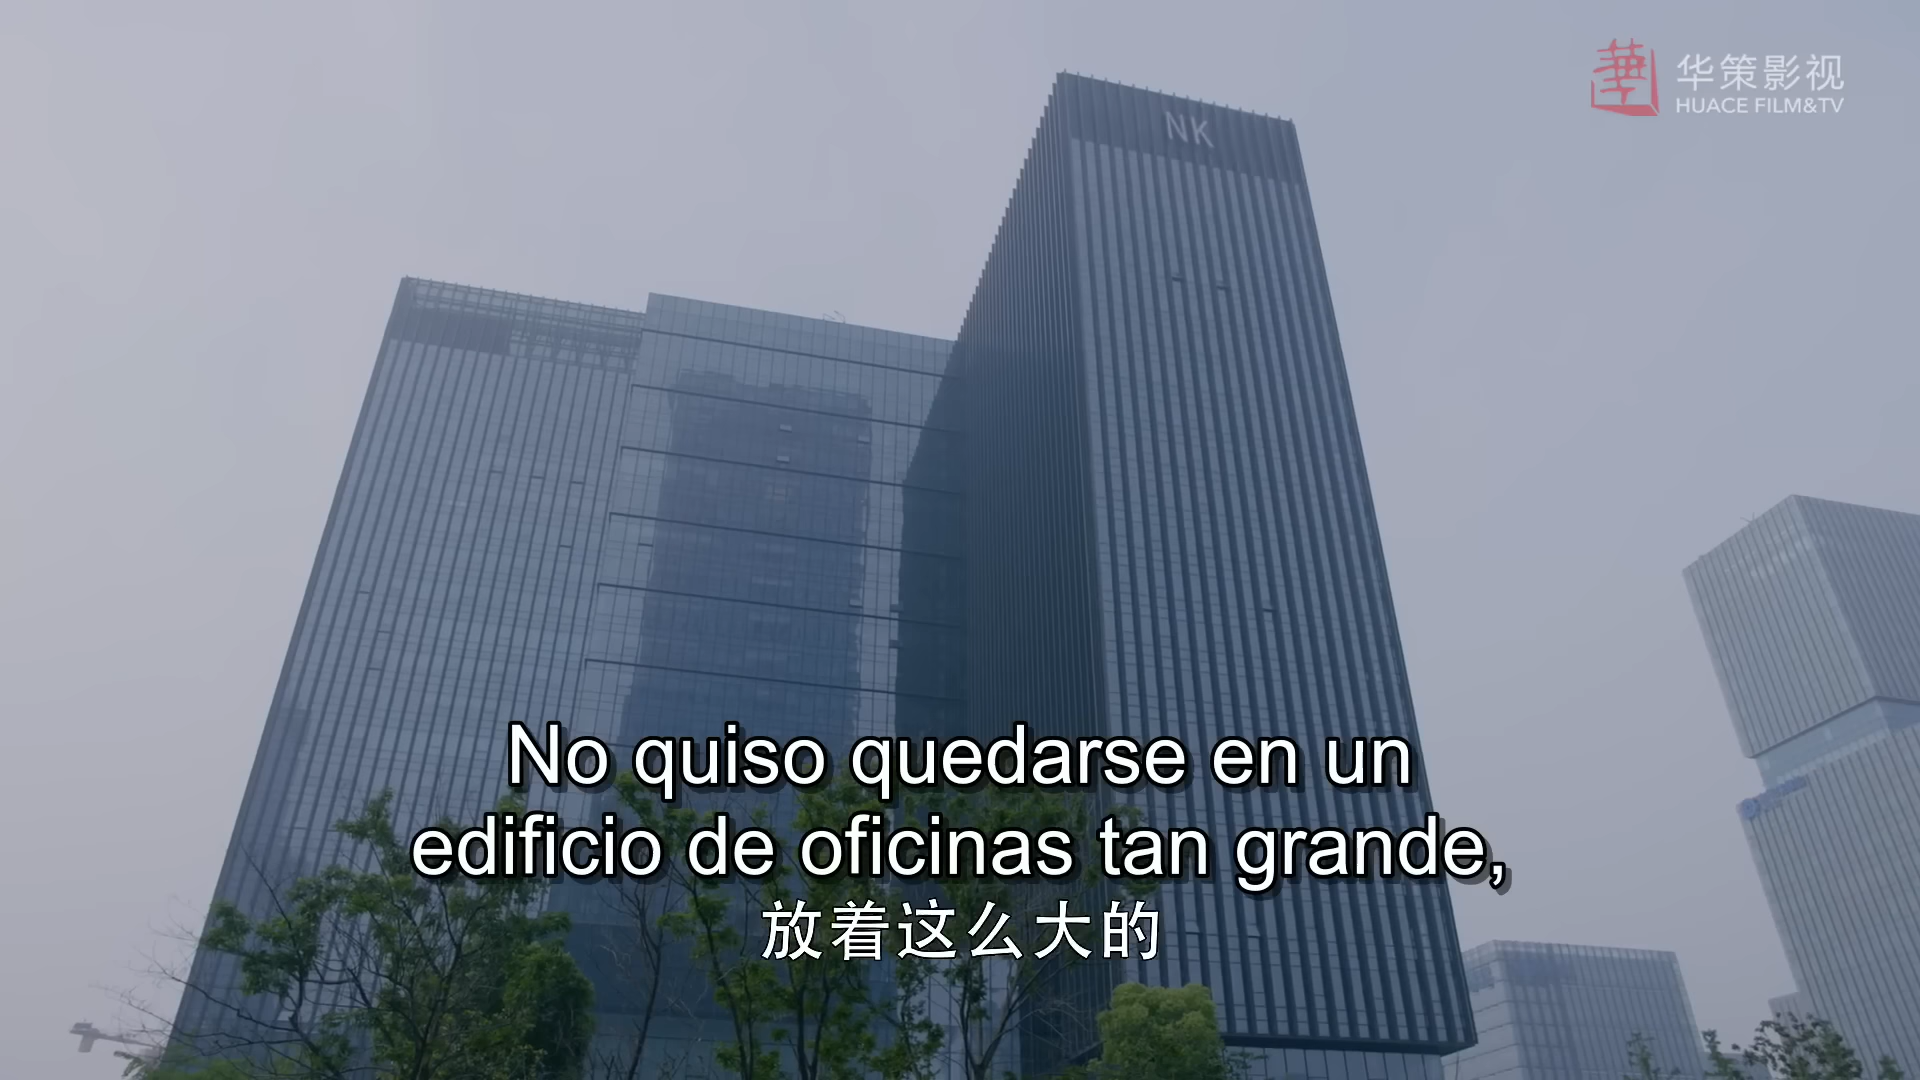 華 华策影视
HUACE FILM&TV
NK
No quiso quedarse en un
edificio de oficinas tan grande,
放着这么大的